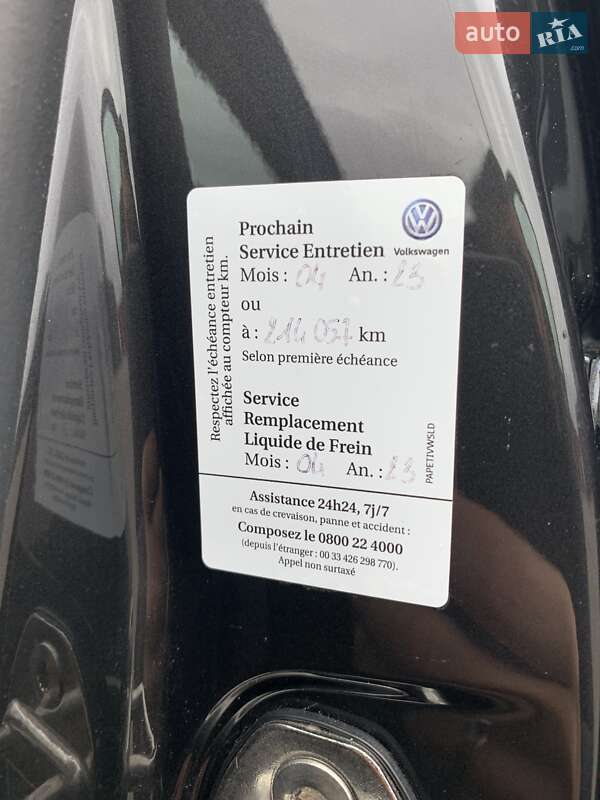 auto RIA .com
Volkswagen
Prochain
Service Entretien
Mois : 04 An. : 23
ou
à : 214 057 km
Selon première échéance
Service
Remplacement
Liquide de Frein
Mois : 04 An. : 23
Respectez l'échéance entretien
affichée au compteur km.
PAPETIVWSLD
Assistance 24h24, 7j/7
en cas de crevaison, panne et accident :
Composez le 0800 22 4000
(depuis l'étranger : 00 33 426 298 770).
Appel non surtaxé